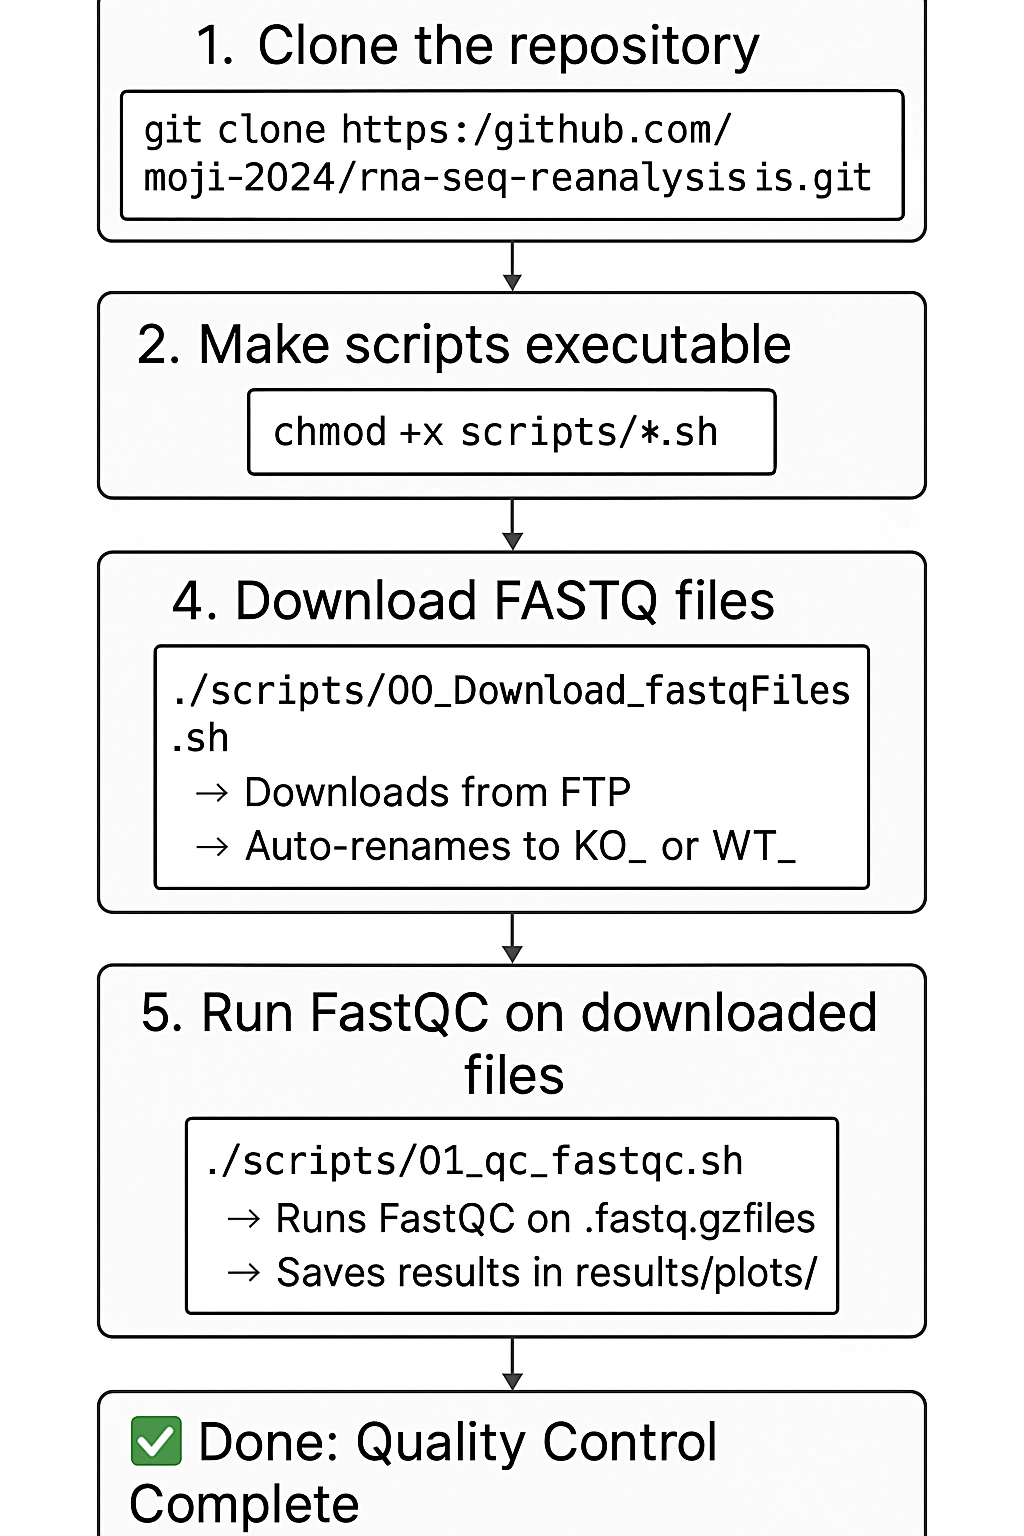 1. Clone the repository
git clone https:/github.com/
moji-2024/rna-seq-reanalysis is.git
2. Make scripts executable
chmod +x scripts/*.sh
4. Download FASTQ files
./scripts/00_Download_fastqFiles
.sh
→ Downloads from FTP
→ Auto-renames to KO_ or WT_
5. Run FastQC on downloaded
files
./scripts/01_qc_fastqc.sh
→ Runs FastQC on .fastq.gzfiles
→ Saves results in results/plots/
✅ Done: Quality Control
Complete